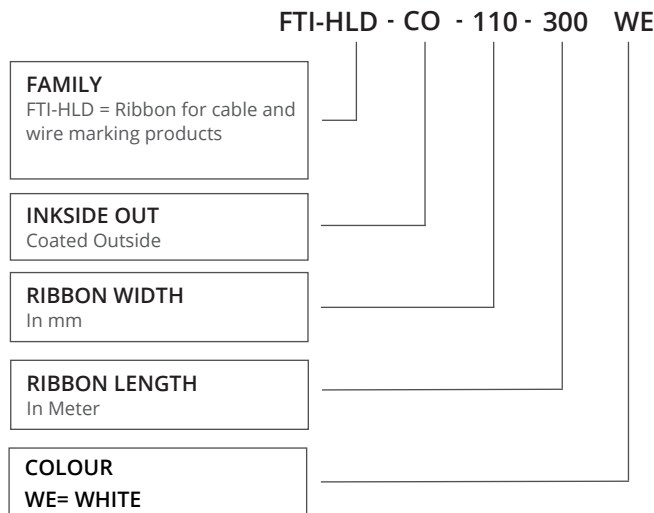 FTI-HLD - CO - 110 - 300 WE
FAMILY
FTI-HLD = Ribbon for cable and
wire marking products
INKSIDE OUT
Coated Outside
RIBBON WIDTH
In mm
RIBBON LENGTH
In Meter
COLOUR
WE= WHITE